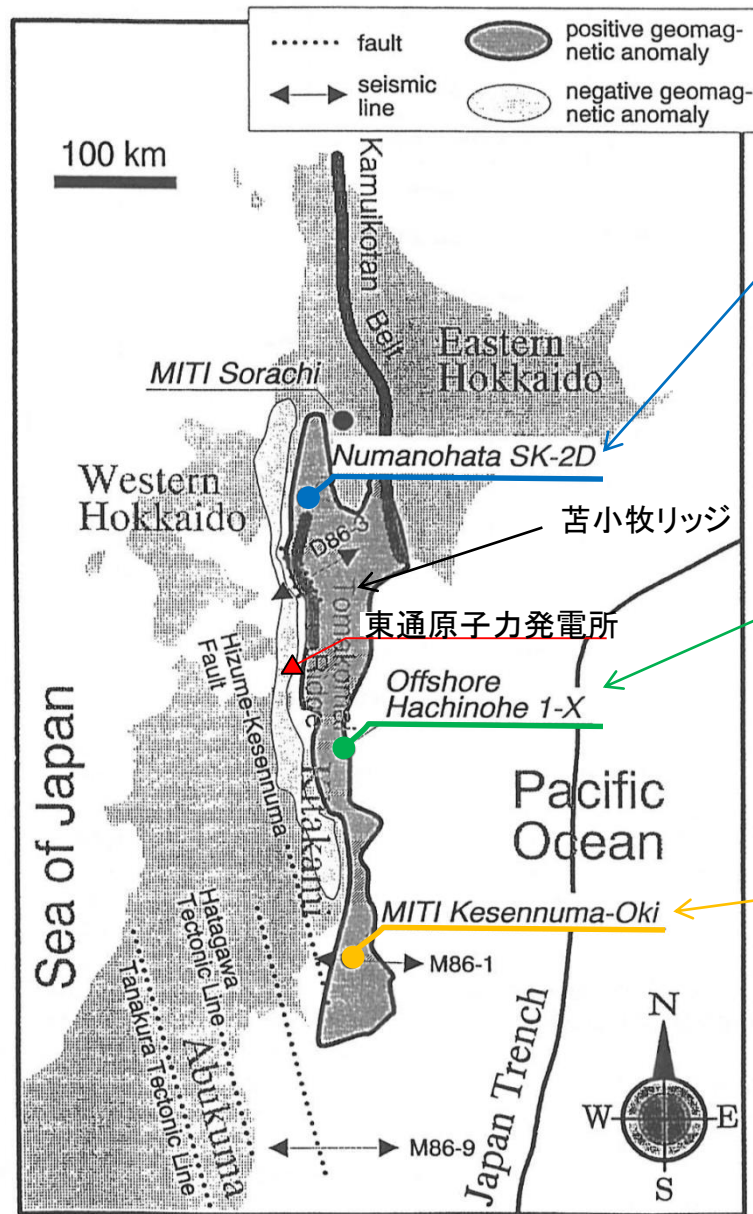 fault
positive geomag-
netic anomaly
seismic
line
negative geomag-
netic anomaly
100 km
Kamuikotan
Belt
Eastern
Hokkaido
MITI Sorachi
Numanohata SK-2D
Western
Hokkaido
D86-3
苫小牧リッジ
Tomakomai
Ridge
東通原子力発電所
Hizume-Kesennuma
Fault
Offshore
Hachinohe 1-X
Sea of Japan
Kitakami
Pacific
Ocean
MITI Kesennuma-Oki
M86-1
Hatagawa
Tectonic Line
Tanakura Tectonic Line
Abukuma
M86-9
Japan Trench
N
W
E
S